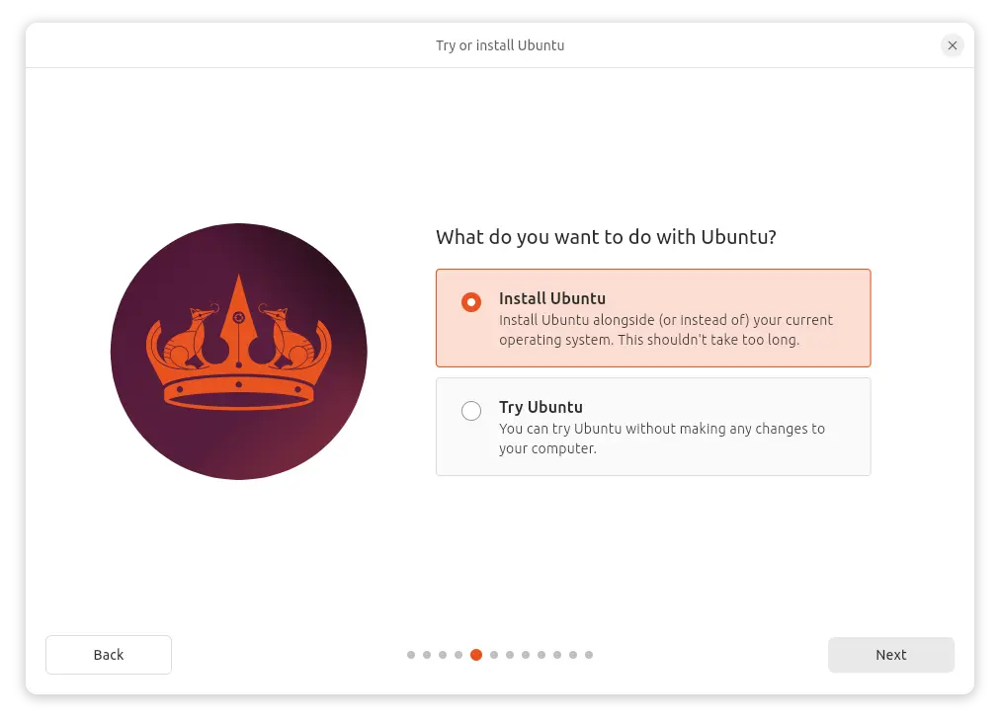 Try or install Ubuntu
What do you want to do with Ubuntu?
Install Ubuntu
Install Ubuntu alongside (or instead of) your current
operating system. This shouldn't take too long.
Try Ubuntu
You can try Ubuntu without making any changes to
your computer.
Back
Next